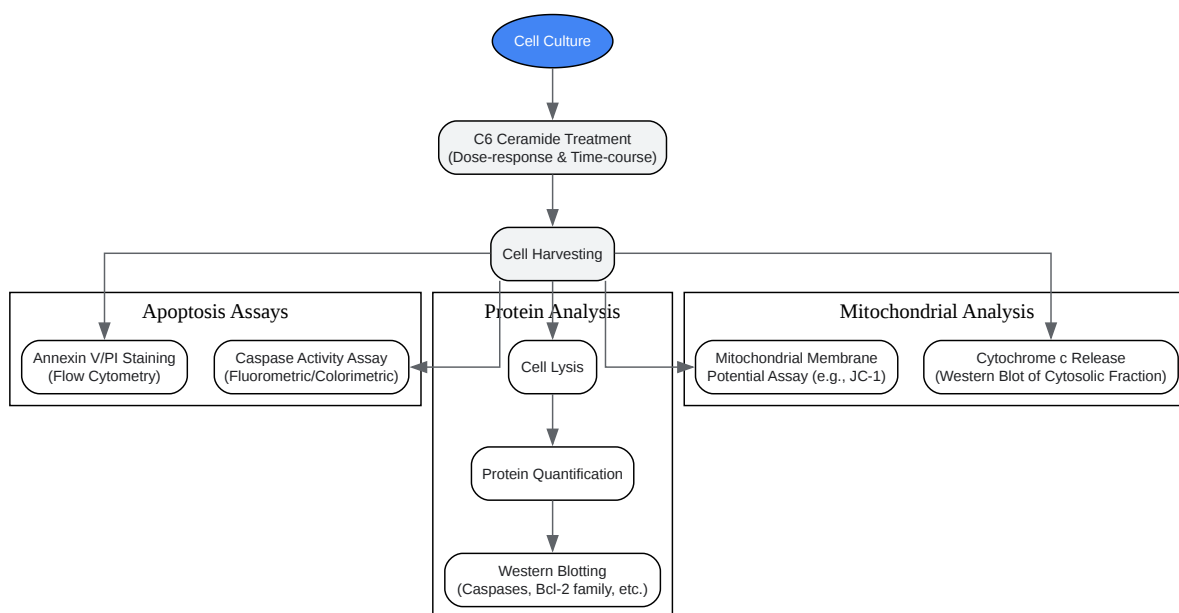 Cell Culture
C6 Ceramide Treatment
(Dose-response & Time-course)
Cell Harvesting
Apoptosis Assays
Annexin V/PI Staining
(Flow Cytometry)
Caspase Activity Assay
(Fluorometric/Colorimetric)
Protein Analysis
Cell Lysis
Protein Quantification
Western Blotting
(Caspases, Bcl-2 family, etc.)
Mitochondrial Analysis
Mitochondrial Membrane
Potential Assay (e.g., JC-1)
Cytochrome c Release
(Western Blot of Cytosolic Fraction)